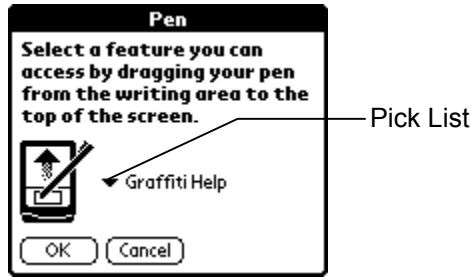 Pen
Select a feature you can
access by dragging your pen
from the writing area to the
top of the screen.
Pick List
Graffiti Help
OK Cancel